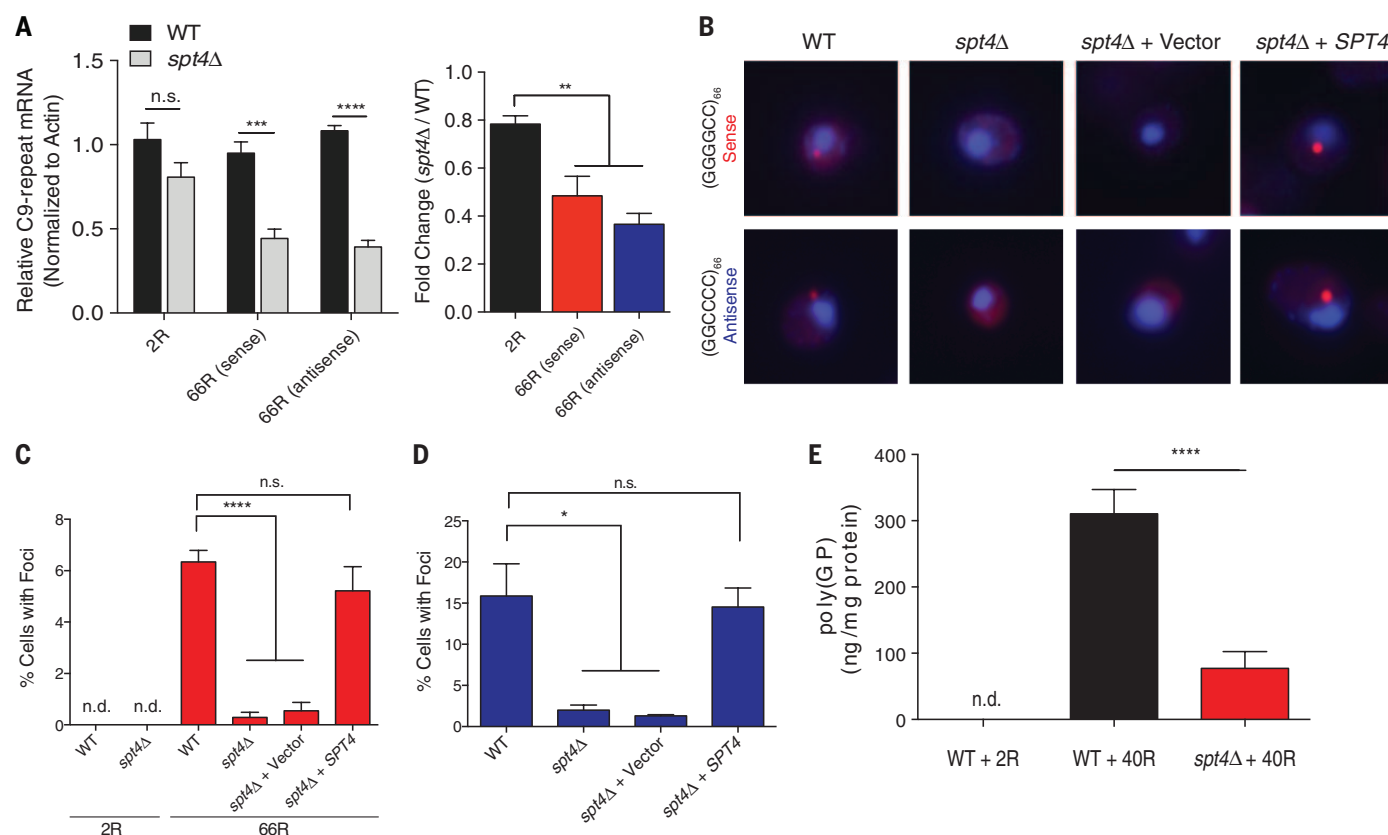 A
WT
spt4Δ
Relative C9-repeat mRNA
(Normalized to Actin)
1.5
1.0
0.5
0.0
n.s.
***
****
2R
66R (sense)
66R (antisense)
Fold Change (spt4Δ / WT)
1.0
0.8
0.6
0.4
0.2
0.0
**
2R
66R (sense)
66R (antisense)
B
WT
spt4Δ
spt4Δ + Vector
spt4Δ + SPT4
(GGGGCC)66
Sense
(GGCCCC)66
Antisense
C
% Cells with Foci
8
6
4
2
0
n.d.
n.d.
****
n.s.
WT
spt4Δ
WT
spt4Δ
spt4Δ + Vector
spt4Δ + SPT4
2R
66R
D
% Cells with Foci
25
20
15
10
5
0
*
n.s.
WT
spt4Δ
spt4Δ + Vector
spt4Δ + SPT4
E
poly(GP)
(ng/mg protein)
400
300
200
100
0
n.d.
****
WT + 2R
WT + 40R
spt4Δ + 40R